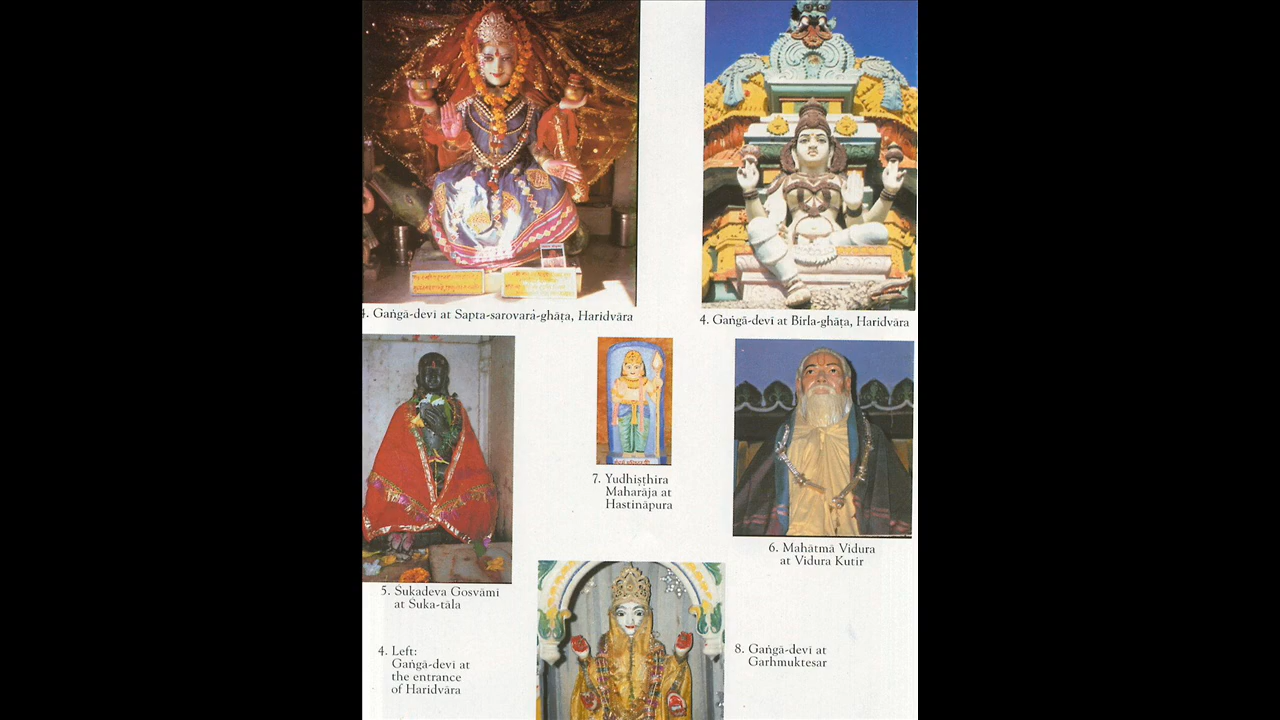 4. Gaṅgā-devī at Sapta-sarovara-ghāṭa, Haridvāra
4. Gaṅgā-devī at Birla-ghāṭa, Haridvāra
7. Yudhiṣṭhira
Mahārāja at
Hastināpura
6. Mahātmā Vidura
at Vidura Kutir
5. Śukadeva Gosvāmī
at Śuka-tāla
4. Left:
Gaṅgā-devī at
the entrance
of Haridvāra
8. Gaṅgā-devī at
Garhmuktesar